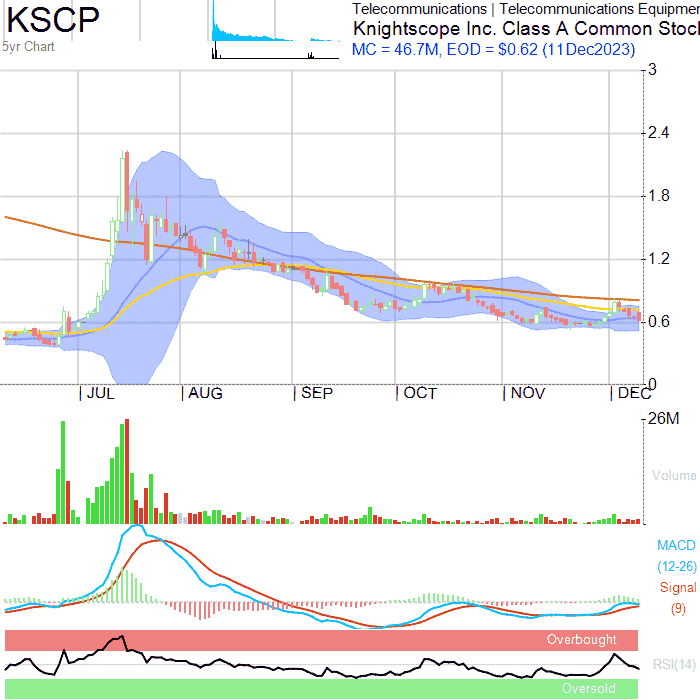 KSCP
5yr Chart
Telecommunications | Telecommunications Equipmen
Knightscope Inc. Class A Common Stoc
MC = 46.7M, EOD = $0.62 (11Dec2023)
3
2.4
1.8
1.2
0.6
0
JUL AUG SEP OCT NOV DEC
26M
Volume
MACD
(12-26)
Signal
(9)
Overbought
RSI(14)
Oversold